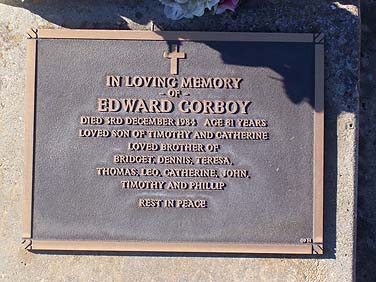 IN LOVING MEMORY
- OF -
EDWARD CORBOY
DIED 3RD DECEMBER 1984 AGE 81 YEARS
LOVED SON OF TIMOTHY AND CATHERINE
LOVED BROTHER OF
BRIDGET, DENNIS, TERESA,
THOMAS, LEO, CATHERINE, JOHN,
TIMOTHY AND PHILLIP
REST IN PEACE